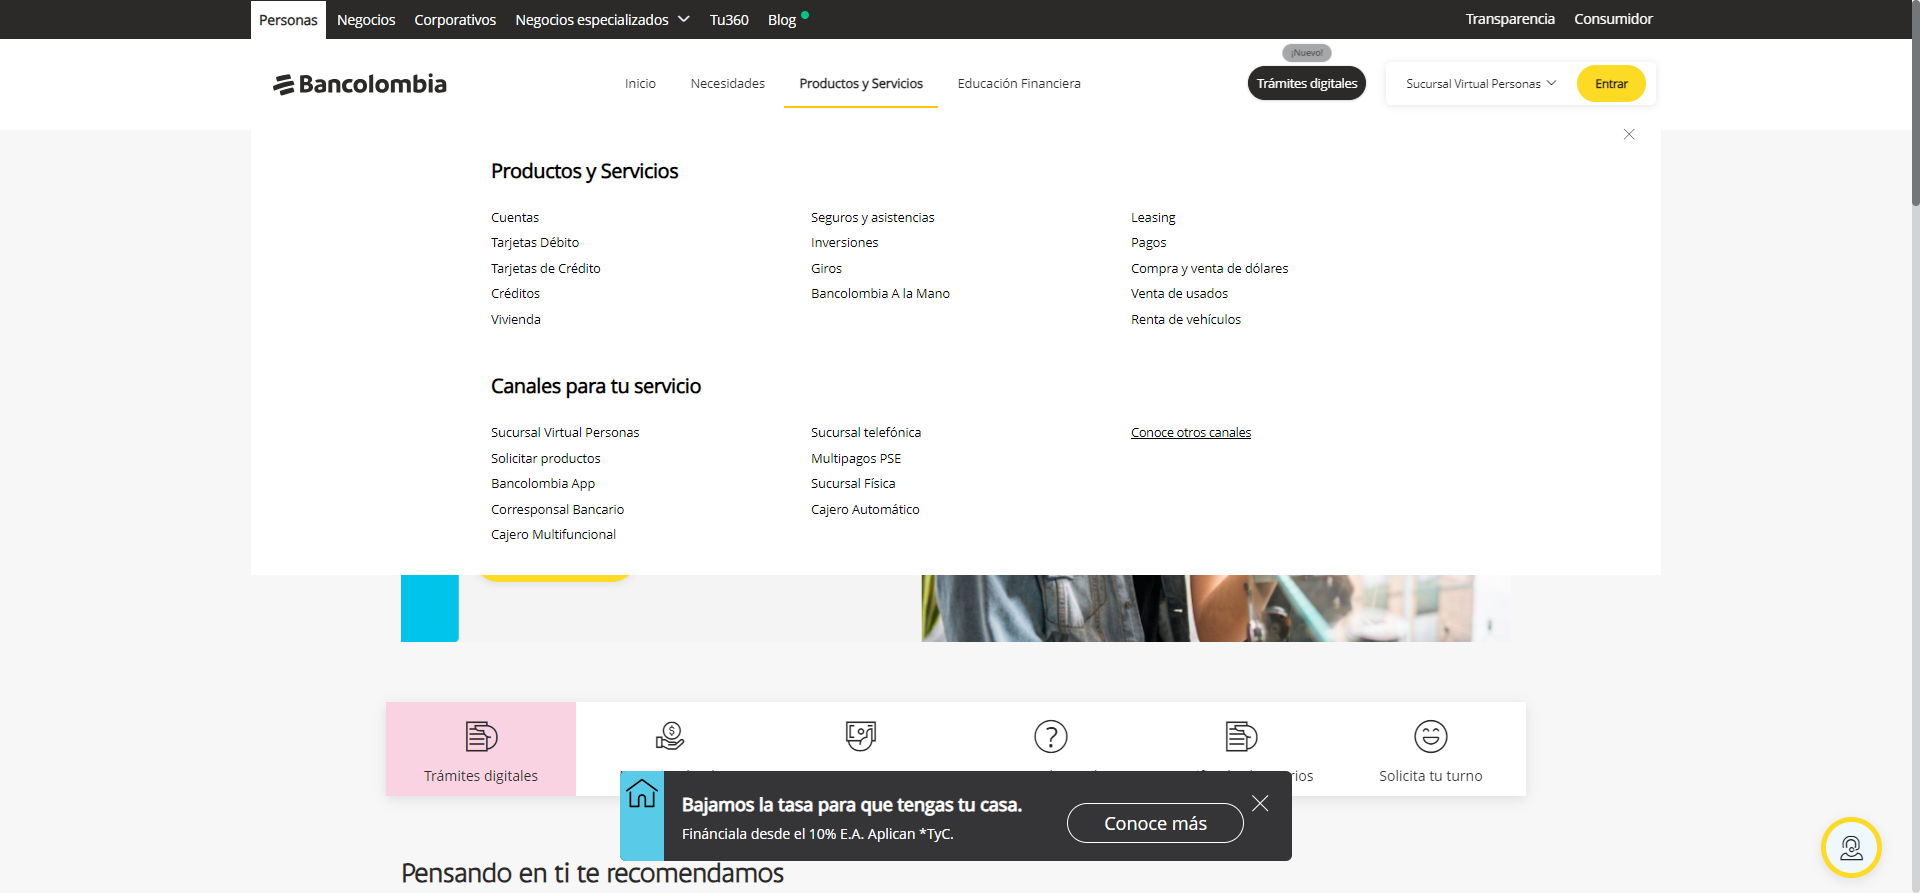 Personas Negocios Corporativos Negocios especializados Tu360 Blog Transparencia Consumidor
¡Nuevo!
Bancolombia Inicio Necesidades Productos y Servicios Educación Financiera Trámites digitales Sucursal Virtual Personas Entrar
Productos y Servicios
Cuentas Seguros y asistencias Leasing
Tarjetas Débito Inversiones Pagos
Tarjetas de Crédito Giros Compra y venta de dólares
Créditos Bancolombia A la Mano Venta de usados
Vivienda Renta de vehículos
Canales para tu servicio
Sucursal Virtual Personas Sucursal telefónica Conoce otros canales
Solicitar productos Multipagos PSE
Bancolombia App Sucursal Física
Corresponsal Bancario Cajero Automático
Cajero Multifuncional
Trámites digitales Solicita tu turno
Bajamos la tasa para que tengas tu casa.
Fináncíala desde el 10% E.A. Aplican *TyC.
Conoce más
Pensando en ti te recomendamos